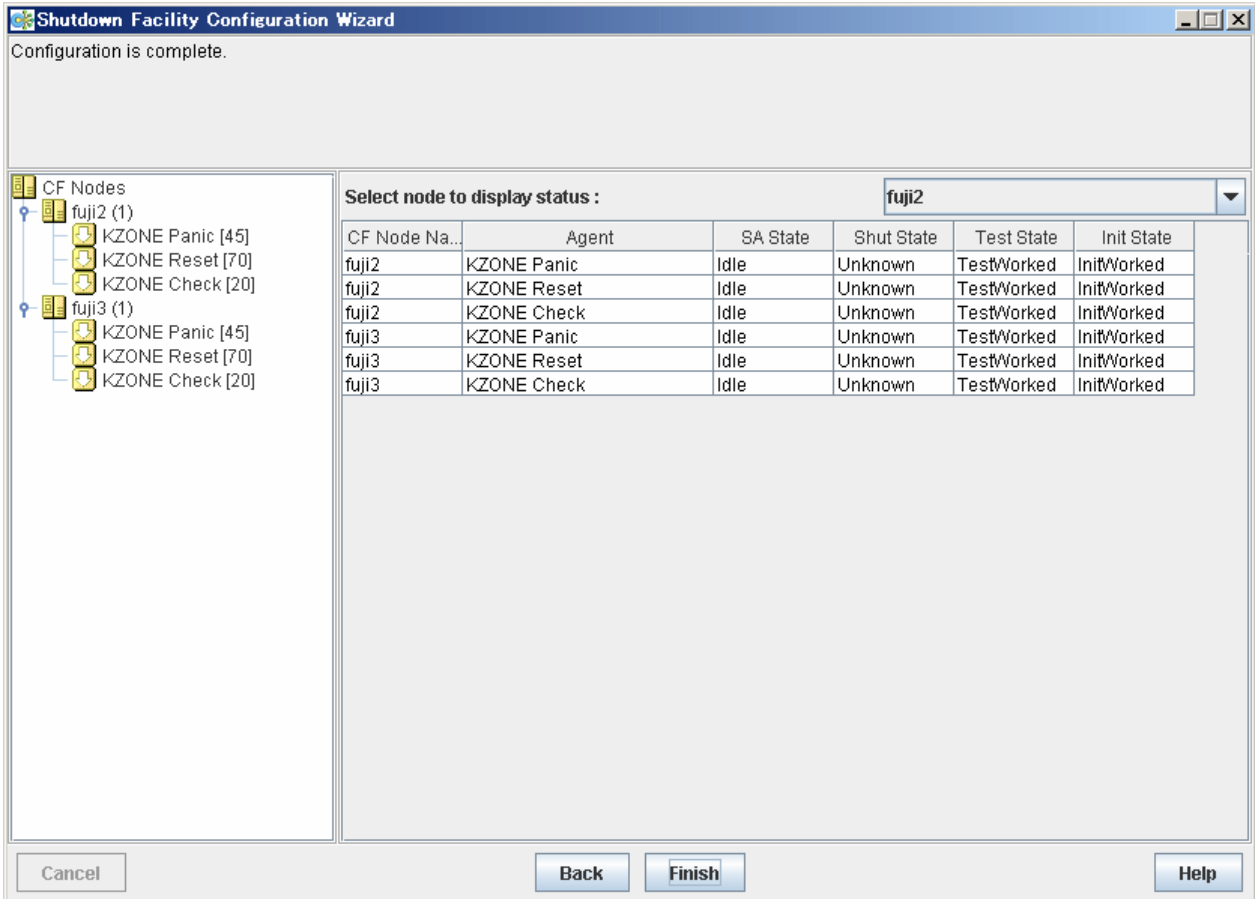 Shutdown Facility Configuration Wizard
Configuration is complete.
CF Nodes
fuji2 (1)
KZONE Panic [45]
KZONE Reset [70]
KZONE Check [20]
fuji3 (1)
KZONE Panic [45]
KZONE Reset [70]
KZONE Check [20]
Select node to display status : fuji2
CF Node Na... Agent SA State Shut State Test State Init State
fuji2 KZONE Panic Idle Unknown TestWorked InitWorked
fuji2 KZONE Reset Idle Unknown TestWorked InitWorked
fuji2 KZONE Check Idle Unknown TestWorked InitWorked
fuji3 KZONE Panic Idle Unknown TestWorked InitWorked
fuji3 KZONE Reset Idle Unknown TestWorked InitWorked
fuji3 KZONE Check Idle Unknown TestWorked InitWorked
Cancel Back Finish Help